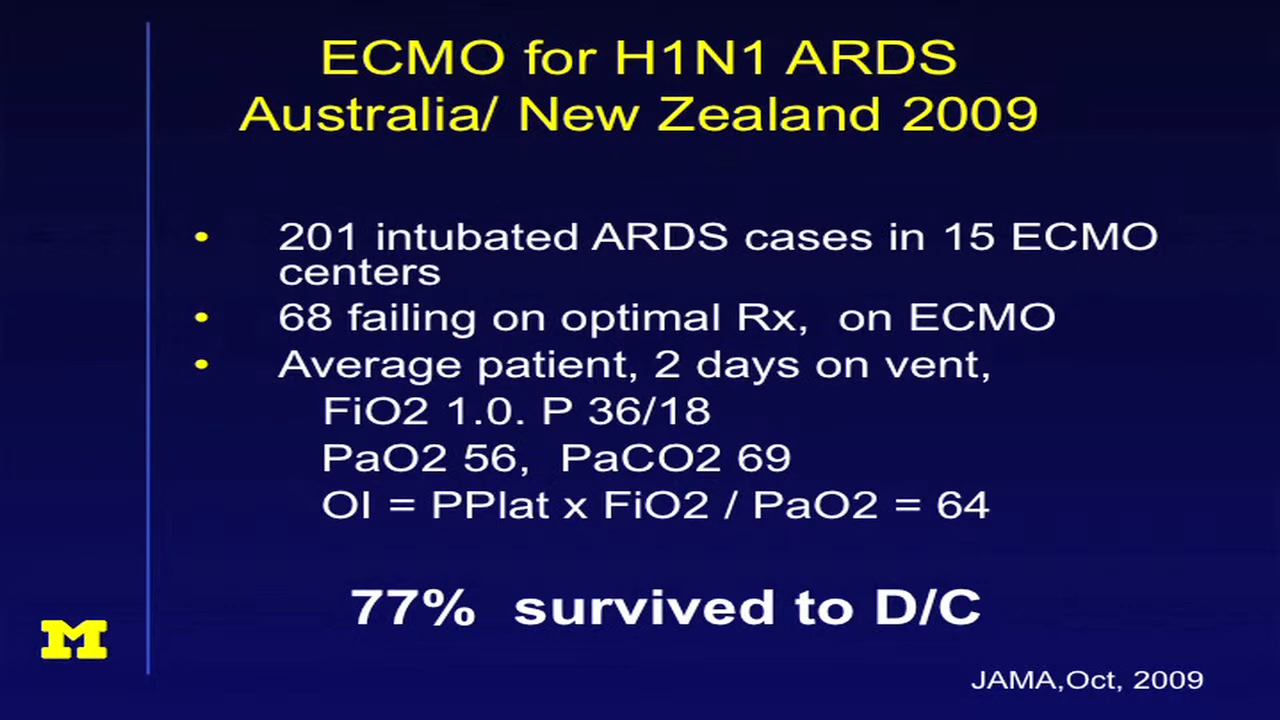 ECMO for H1N1 ARDS
Australia/ New Zealand 2009
• 201 intubated ARDS cases in 15 ECMO
centers
• 68 failing on optimal Rx, on ECMO
• Average patient, 2 days on vent,
FiO2 1.0. P 36/18
PaO2 56, PaCO2 69
OI = PPlat x FiO2 / PaO2 = 64
77% survived to D/C
M
JAMA,Oct, 2009